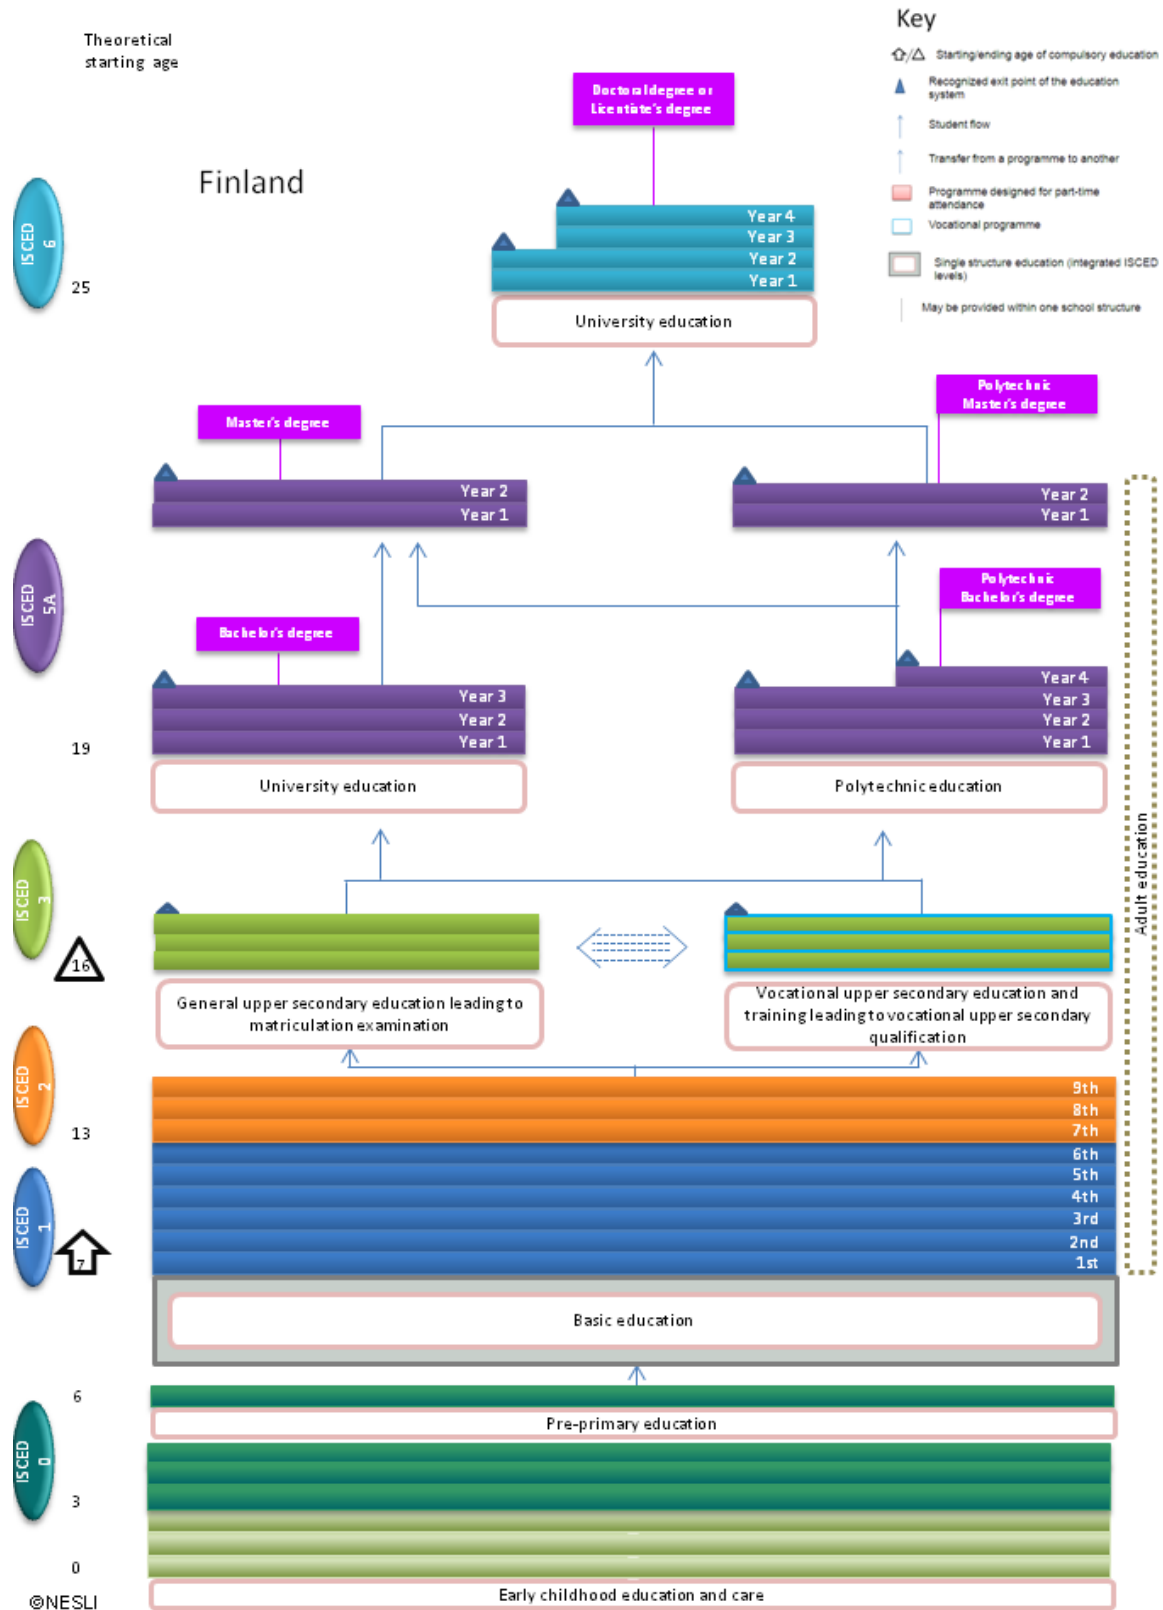 Key
Theoretical
starting age
Starting/ending age of compulsory education
Recognized exit point of the education
system
Student flow
Transfer from a programme to another
Programme designed for part-time
attendance
Vocational programme
Single structure education (integrated ISCED
levels)
May be provided within one school structure
Doctoral degree or
Licentiate's degree
Finland
ISCED
6
25
Year 4
Year 3
Year 2
Year 1
University education
Master's degree
Polytechnic
Master's degree
Year 2
Year 1
Year 2
Year 1
ISCED
5A
Bachelor's degree
Polytechnic
Bachelor's degree
Year 3
Year 2
Year 1
Year 4
Year 3
Year 2
Year 1
19
University education
Polytechnic education
Adult education
ISCED
3
16
General upper secondary education leading to
matriculation examination
Vocational upper secondary education and
training leading to vocational upper secondary
qualification
ISCED
2
13
9th
8th
7th
6th
5th
4th
3rd
2nd
1st
ISCED
1
7
Basic education
6
Pre-primary education
ISCED
0
3
0
Early childhood education and care
©NESLI